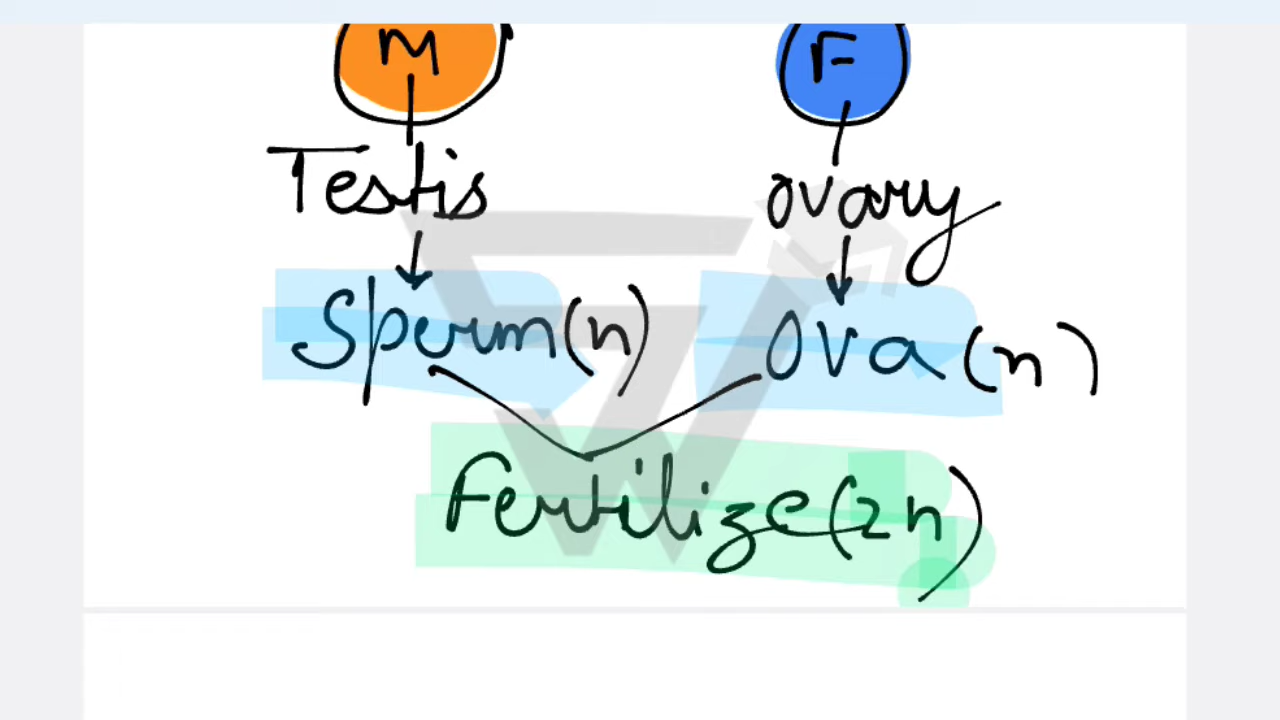 M F
Testis ovary
Sperm(n) Ova (n)
Fertilize(2n)